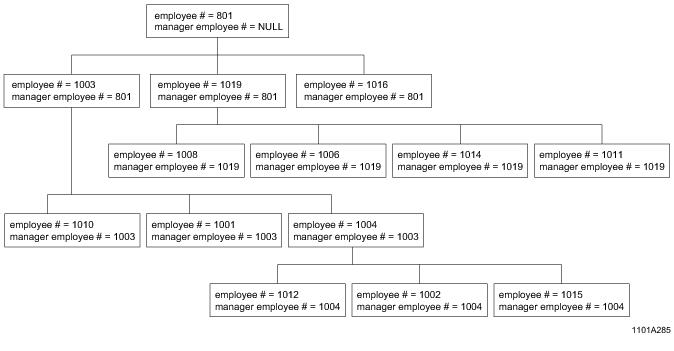 employee # = 801
manager employee # = NULL
employee # = 1003
manager employee # = 801
employee # = 1019
manager employee # = 801
employee # = 1016
manager employee # = 801
employee # = 1008
manager employee # = 1019
employee # = 1006
manager employee # = 1019
employee # = 1014
manager employee # = 1019
employee # = 1011
manager employee # = 1019
employee # = 1010
manager employee # = 1003
employee # = 1001
manager employee # = 1003
employee # = 1004
manager employee # = 1003
employee # = 1012
manager employee # = 1004
employee # = 1002
manager employee # = 1004
employee # = 1015
manager employee # = 1004
1101A285